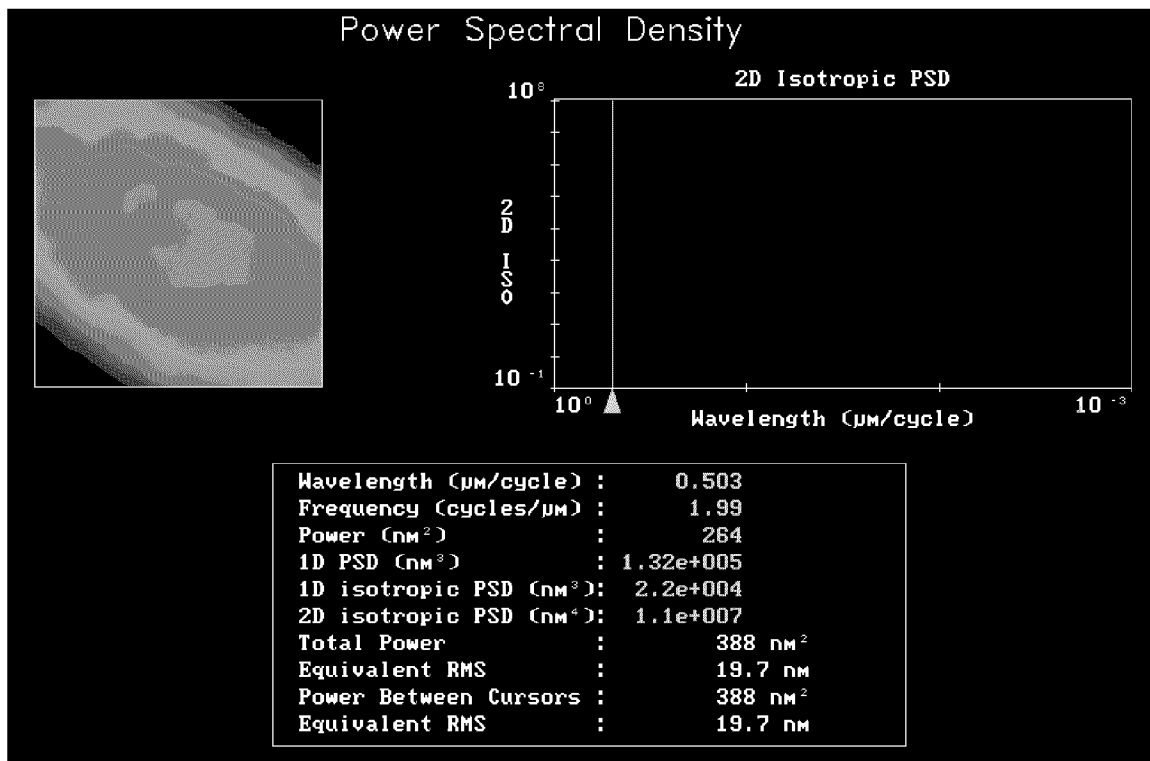 Power Spectral Density
2D Isotropic PSD
10⁸
2D ISO
10⁻¹
10⁰
10⁻³
Wavelength (µm/cycle)
Wavelength (µm/cycle) : 0.503
Frequency (cycles/µm) : 1.99
Power (nm²) : 264
1D PSD (nm³) : 1.32e+005
1D isotropic PSD (nm³): 2.2e+004
2D isotropic PSD (nm⁴): 1.1e+007
Total Power : 388 nm²
Equivalent RMS : 19.7 nm
Power Between Cursors : 388 nm²
Equivalent RMS : 19.7 nm